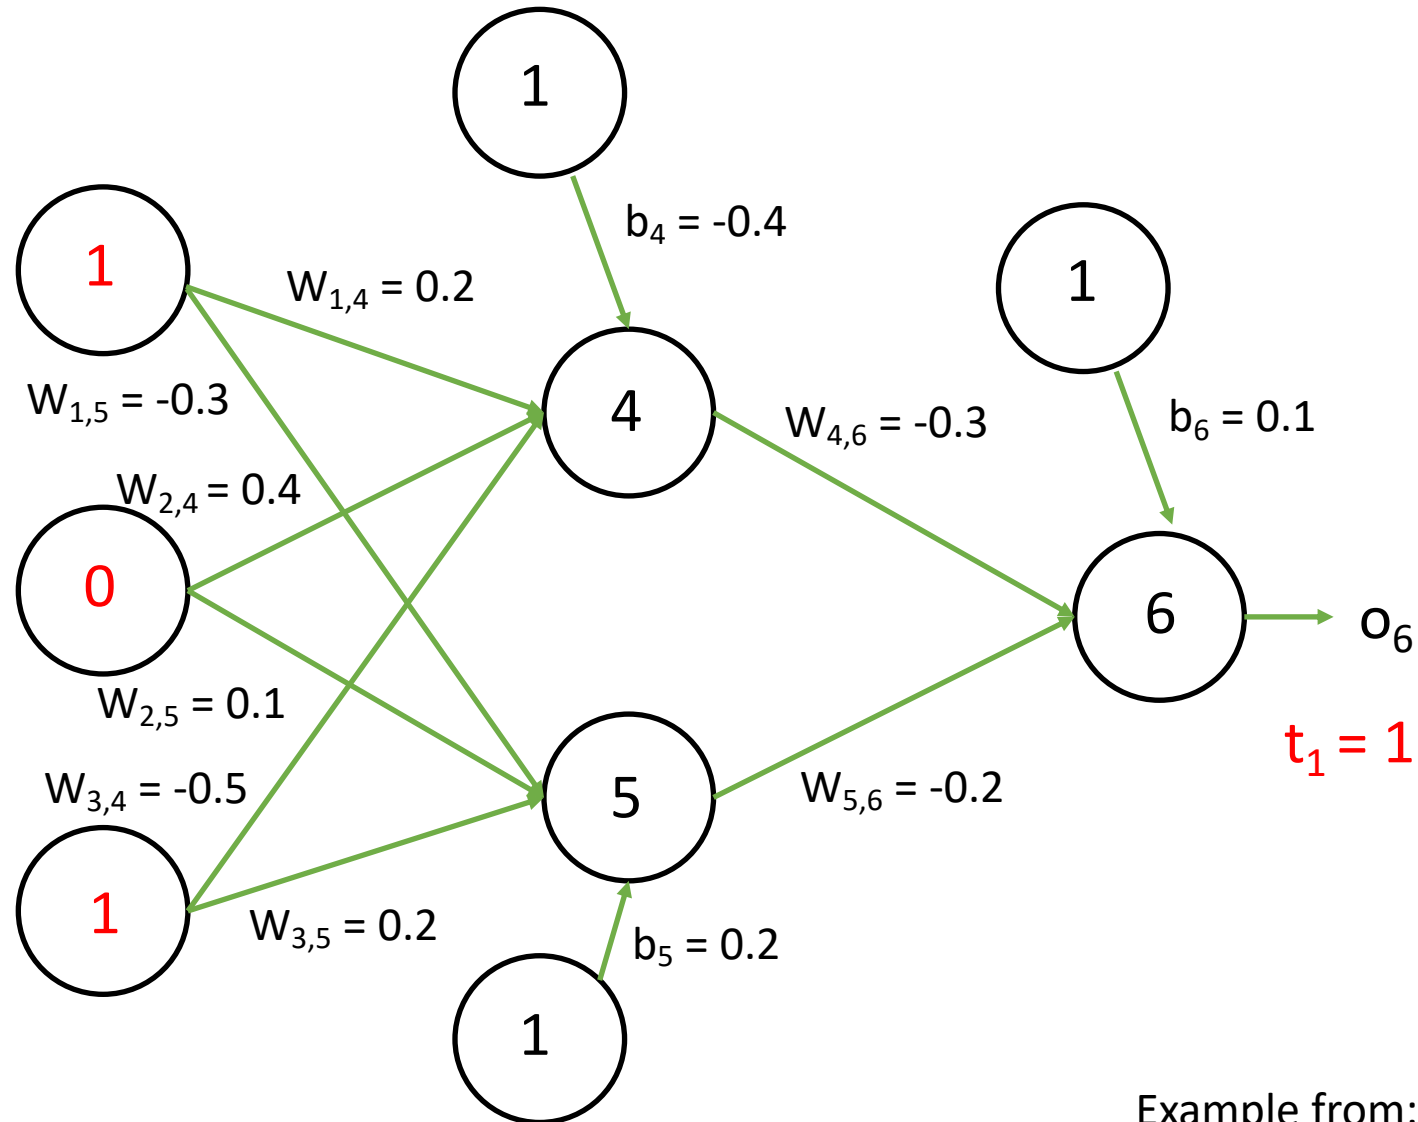 1
b₄ = -0.4
1
W₁,₄ = 0.2
1
W₁,₅ = -0.3
4
W₄,₆ = -0.3
b₆ = 0.1
W₂,₄ = 0.4
0
6
o₆
W₂,₅ = 0.1
t₁ = 1
W₃,₄ = -0.5
5
W₅,₆ = -0.2
1
W₃,₅ = 0.2
b₅ = 0.2
1
Example from: